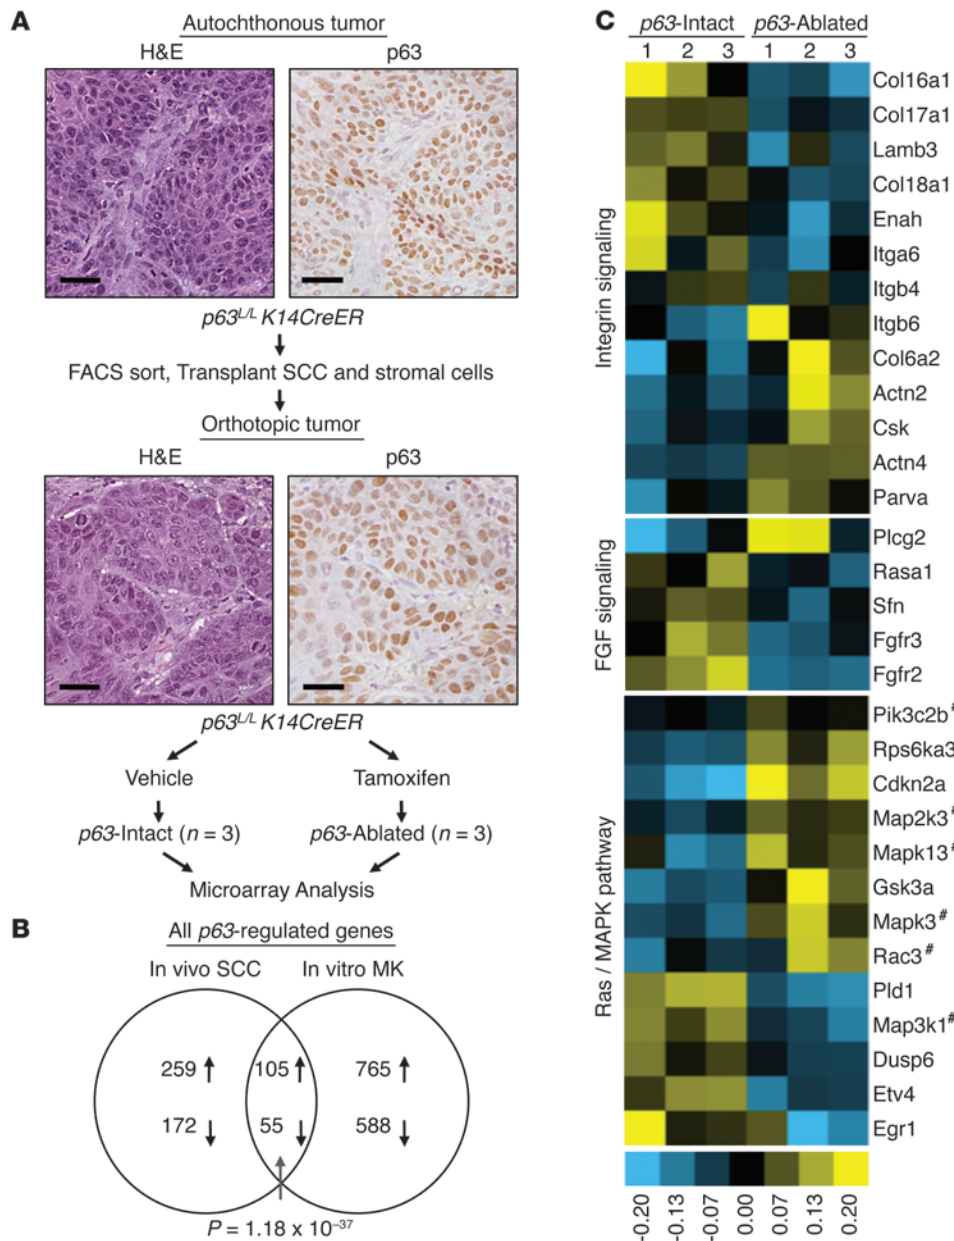 A
Autochthonous tumor
H&E
p63
p63L/L K14CreER
FACS sort, Transplant SCC and stromal cells
Orthotopic tumor
H&E
p63
p63L/L K14CreER
Vehicle
Tamoxifen
p63-Intact (n = 3)
p63-Ablated (n = 3)
Microarray Analysis
B
All p63-regulated genes
In vivo SCC
In vitro MK
259 ↑
105 ↑
765 ↑
172 ↓
55 ↓
588 ↓
P = 1.18 x 10–37
C
p63-Intact
p63-Ablated
1 2 3 1 2 3
Integrin signaling
Col16a1
Col17a1
Lamb3
Col18a1
Enah
Itga6
Itgb4
Itgb6
Col6a2
Actn2
Csk
Actn4
Parva
FGF signaling
Plcg2
Rasa1
Sfn
Fgfr3
Fgfr2
Ras / MAPK pathway
Pik3c2b#
Rps6ka3
Cdkn2a
Map2k3#
Mapk13#
Gsk3a
Mapk3#
Rac3#
Pld1
Map3k1#
Dusp6
Etv4
Egr1
-0.20
-0.13
-0.07
0.00
0.07
0.13
0.20